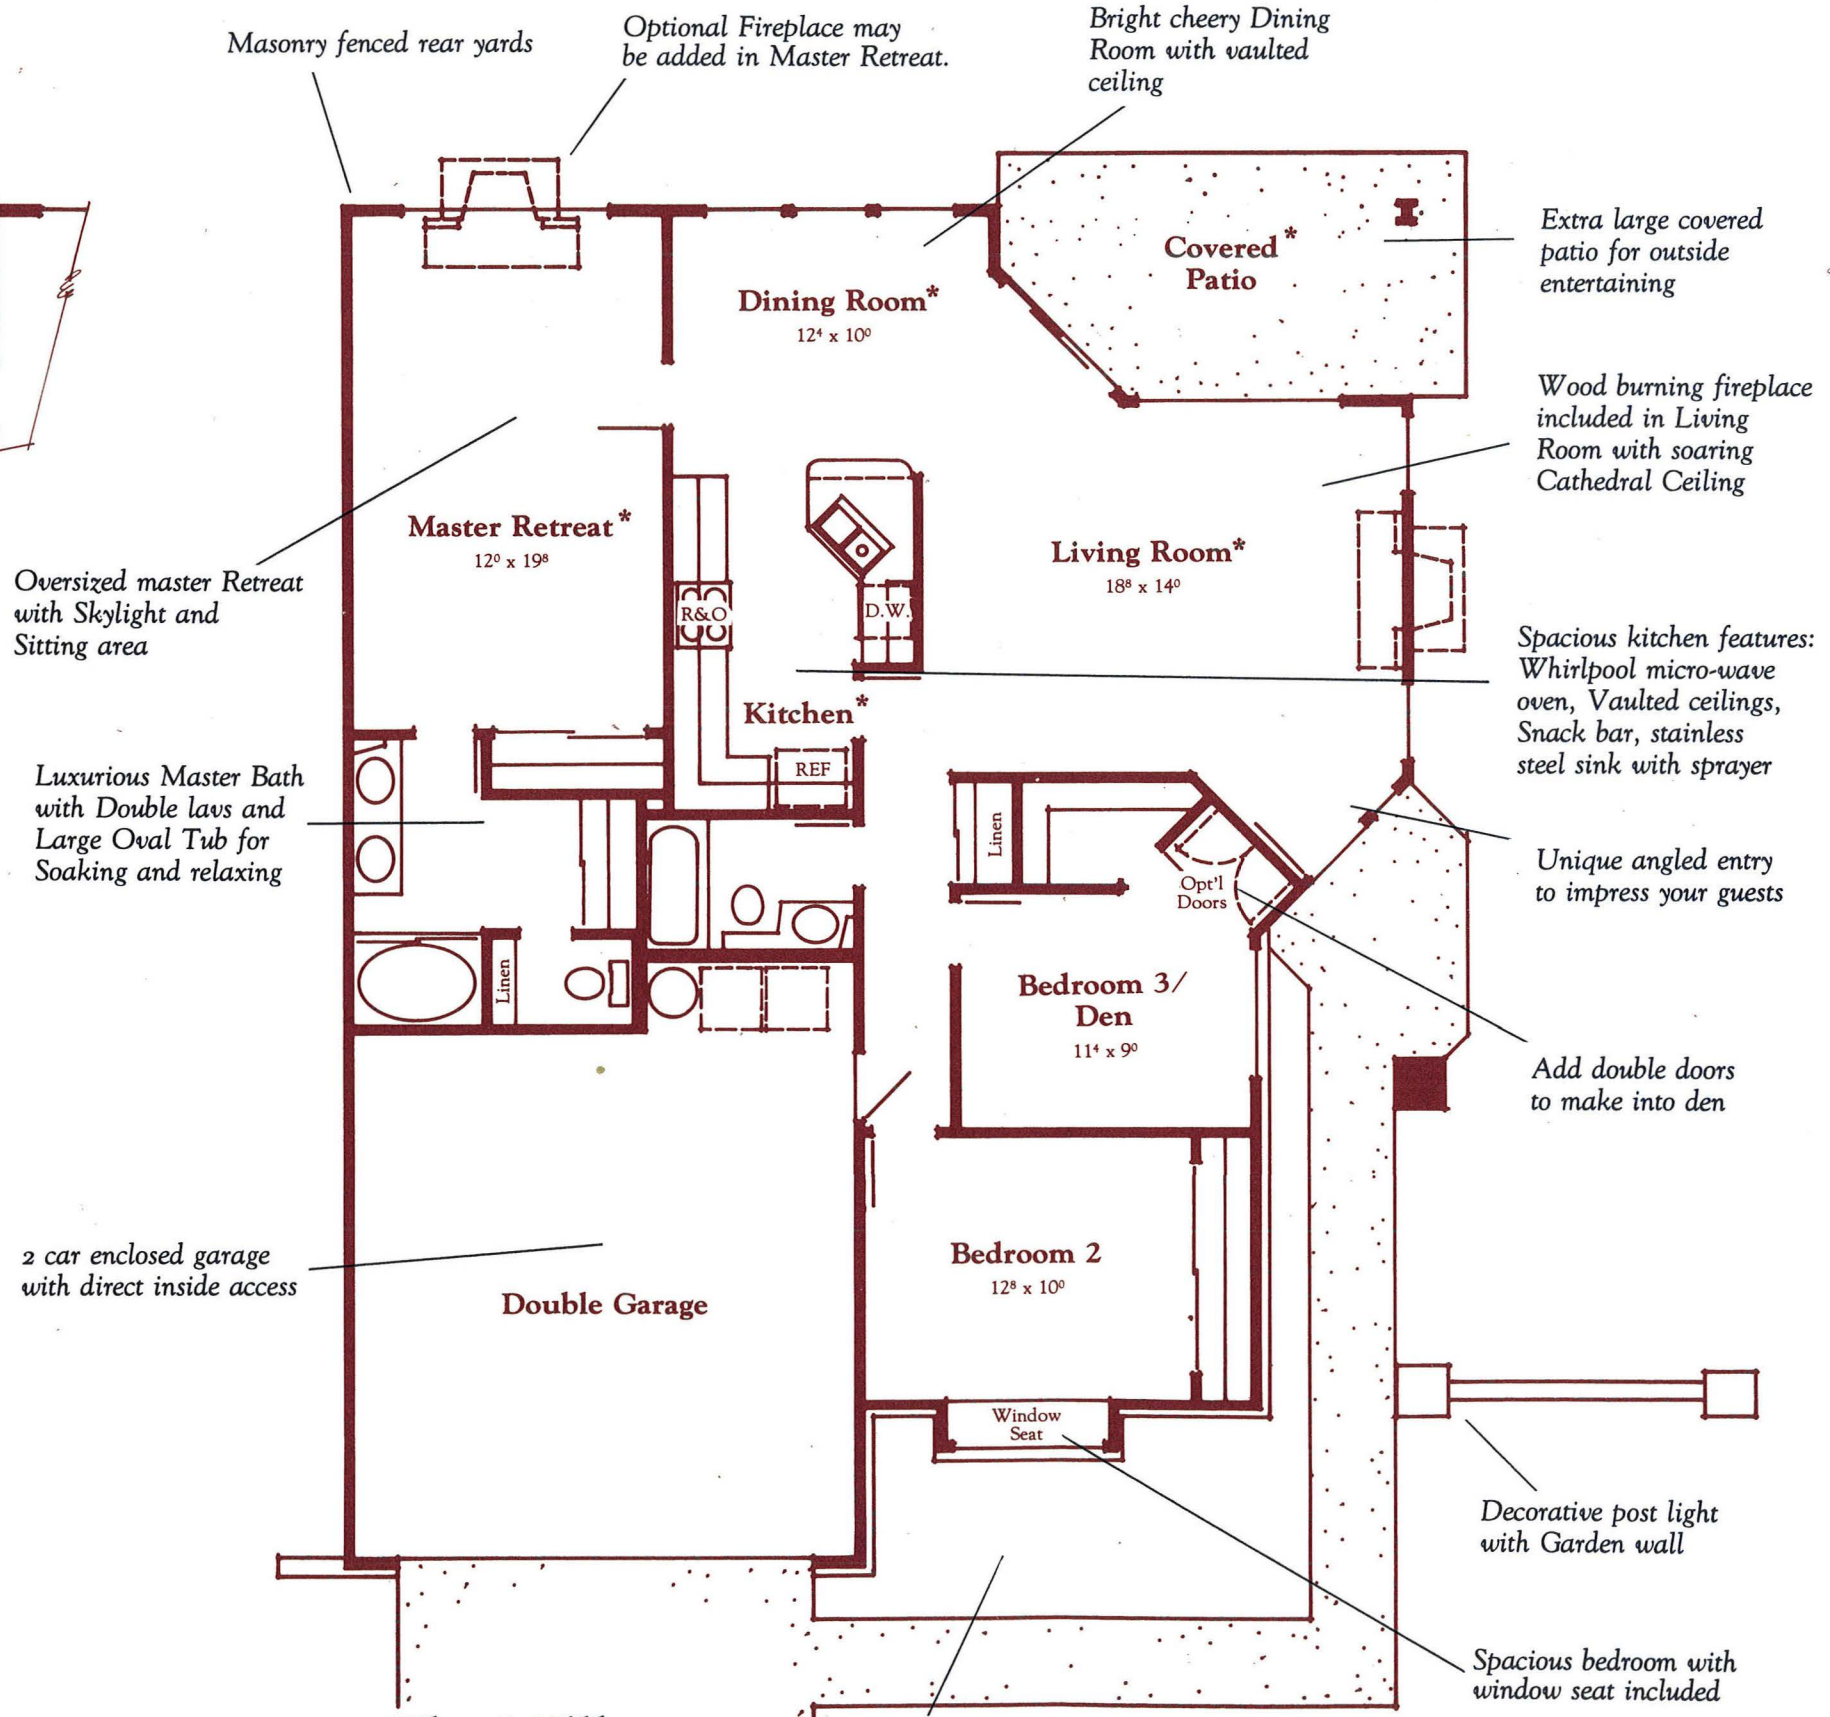 Masonry fenced rear yards
Optional Fireplace may
be added in Master Retreat.
Bright cheery Dining
Room with vaulted
ceiling
Covered*
Patio
Extra large covered
patio for outside
entertaining
Dining Room*
12⁴ x 10⁰
Wood burning fireplace
included in Living
Room with soaring
Cathedral Ceiling
Master Retreat*
12⁰ x 19⁸
Living Room*
18⁸ x 14⁰
Oversized master Retreat
with Skylight and
Sitting area
R&O
D.W.
Spacious kitchen features:
Whirlpool micro-wave
oven, Vaulted ceilings,
Snack bar, stainless
steel sink with sprayer
Kitchen*
REF
Luxurious Master Bath
with Double lavs and
Large Oval Tub for
Soaking and relaxing
Linen
Opt'l
Doors
Unique angled entry
to impress your guests
Linen
Bedroom 3/
Den
11⁴ x 9⁰
Add double doors
to make into den
2 car enclosed garage
with direct inside access
Double Garage
Bedroom 2
12⁸ x 10⁰
Window
Seat
Decorative post light
with Garden wall
Spacious bedroom with
window seat included